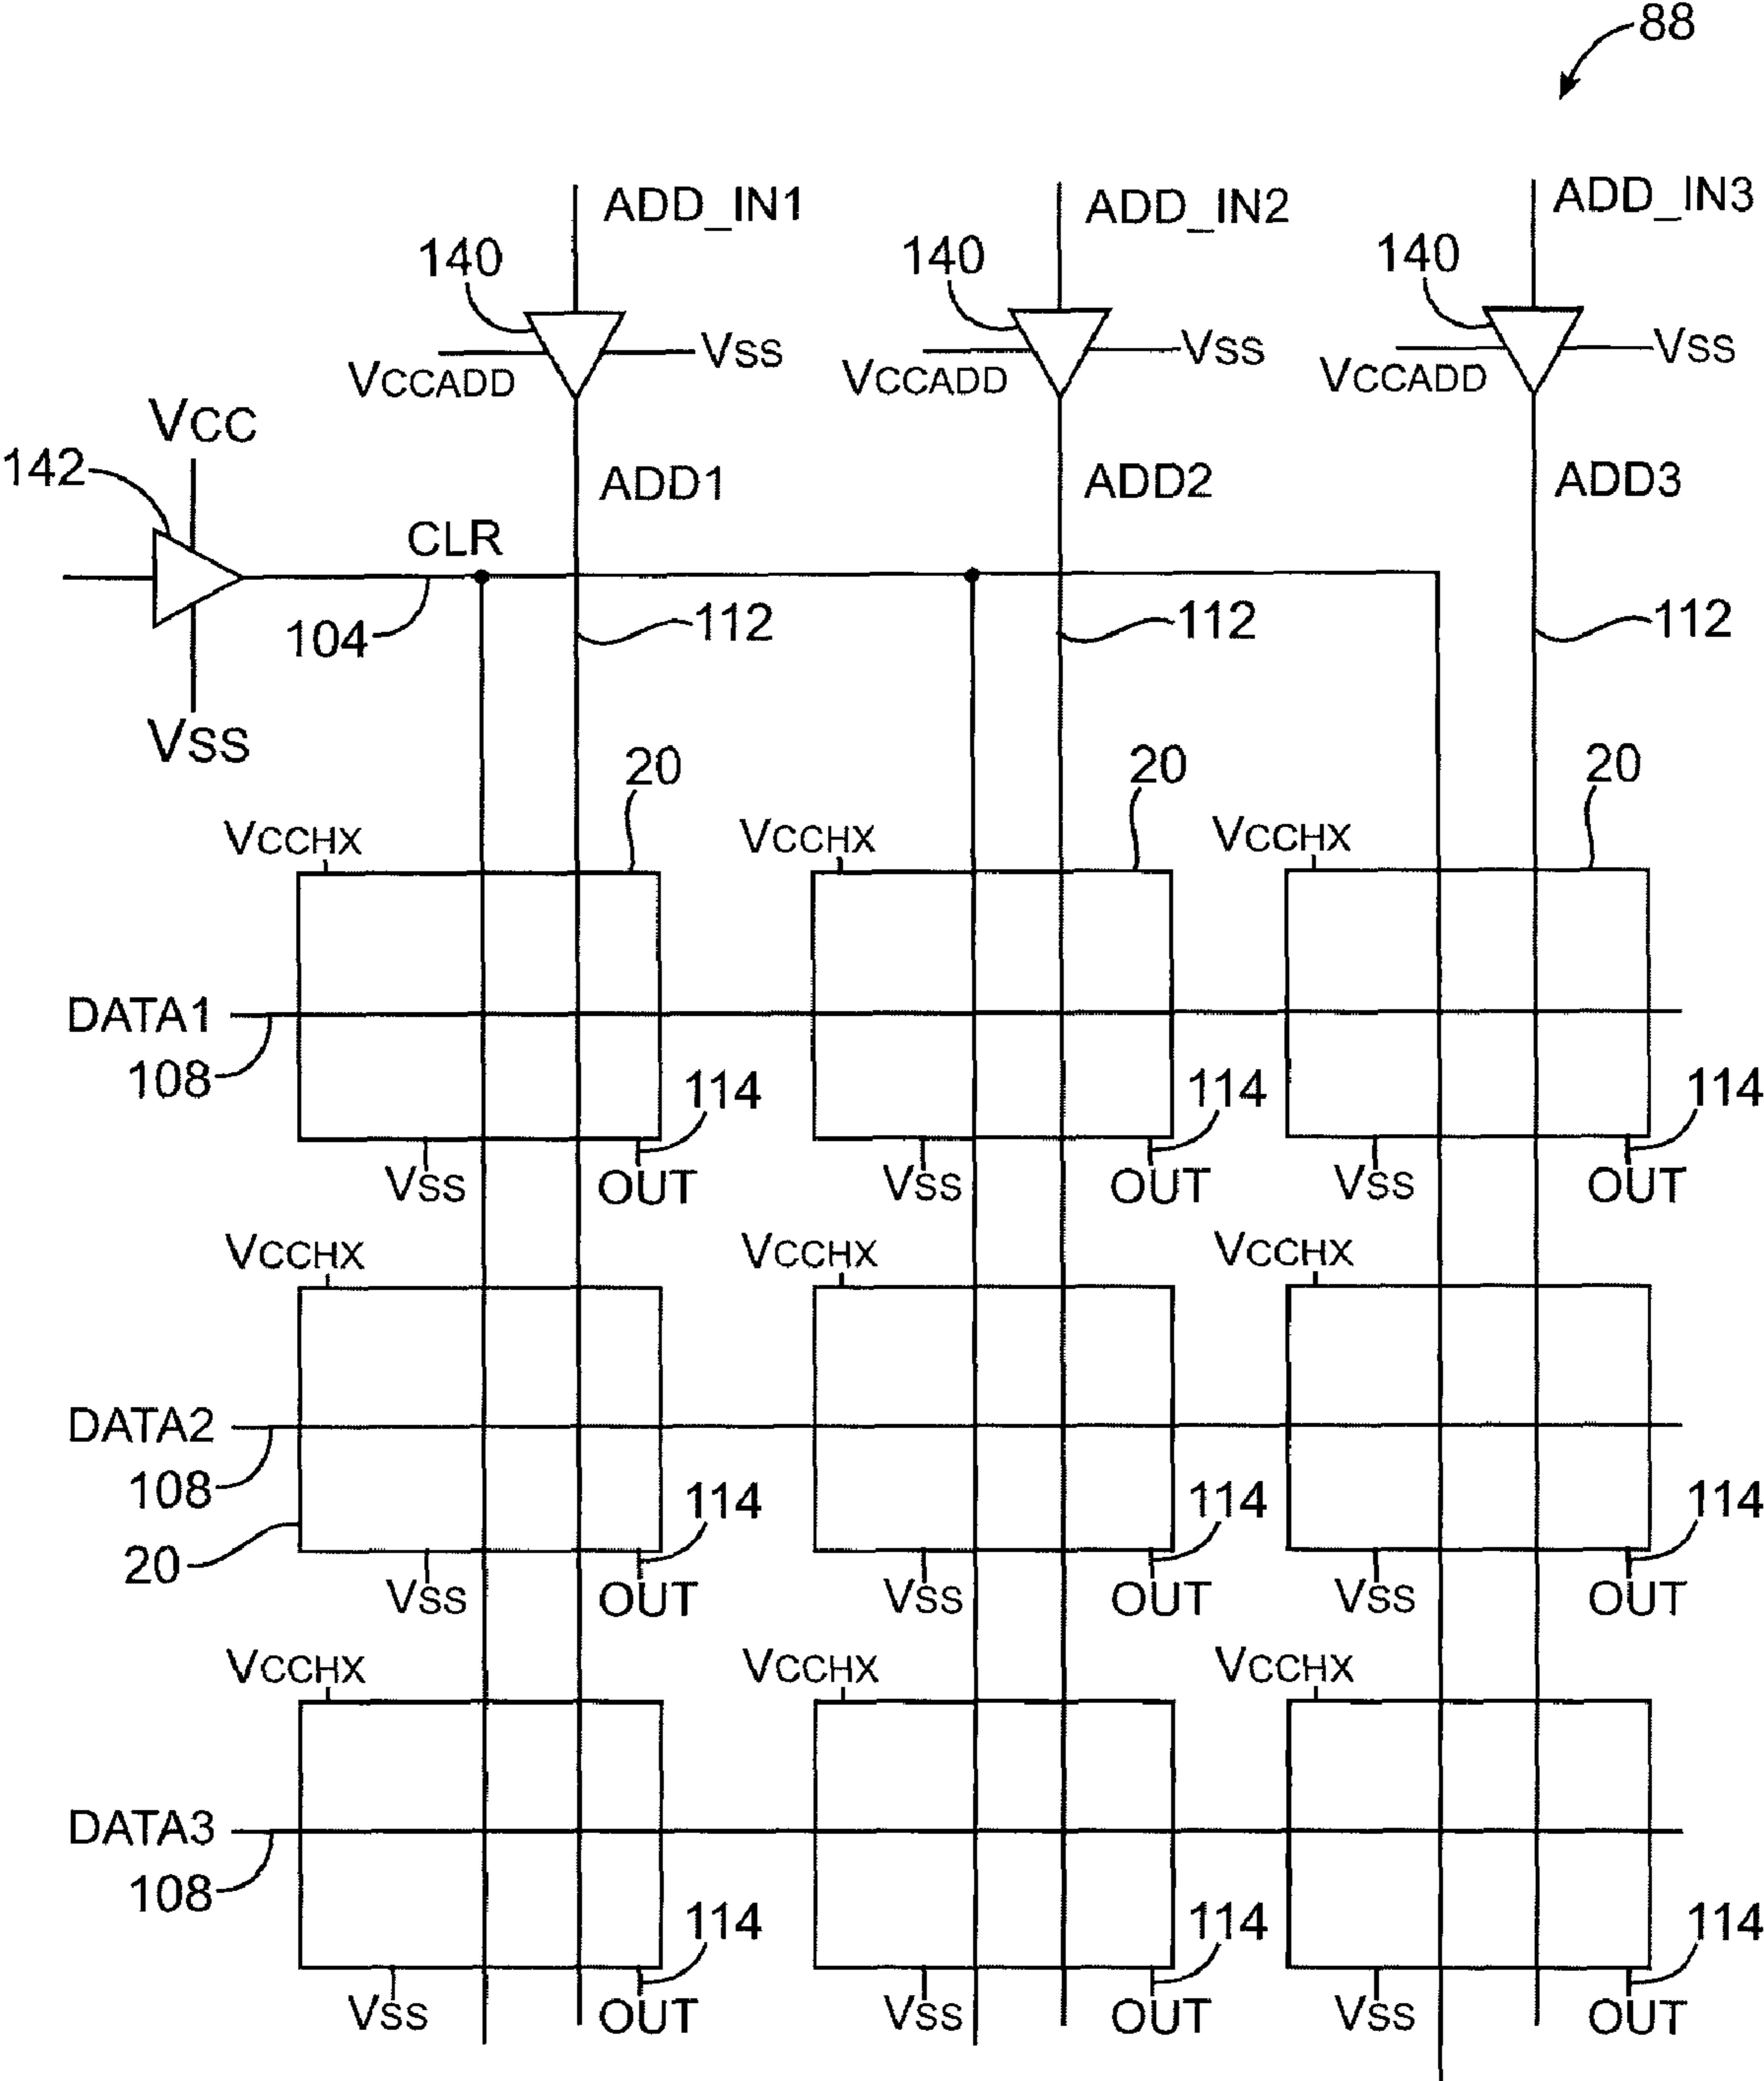 88
ADD_IN1 ADD_IN2 ADD_IN3
140 140 140
VCCADD VSS VCCADD VSS VCCADD VSS
VCC
142 ADD1 ADD2 ADD3
CLR
104 112 112 112
VSS
20 20 20
VCCHX VCCHX VCCHX
DATA1
108 114 114 114
VSS OUT VSS OUT VSS OUT
VCCHX VCCHX VCCHX
DATA2
108 114 114 114
20
VSS OUT VSS OUT VSS OUT
VCCHX VCCHX VCCHX
DATA3
108 114 114 114
VSS OUT VSS OUT VSS OUT